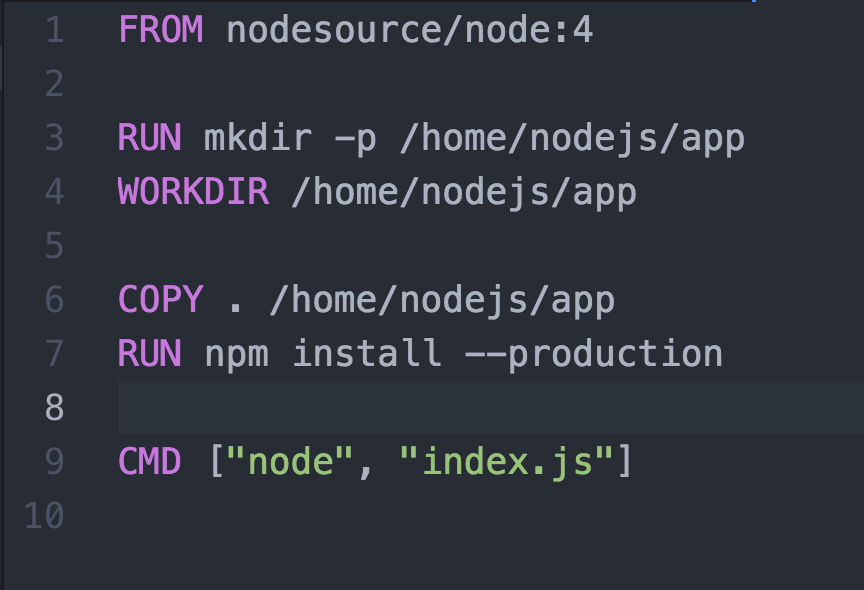 1 FROM nodesource/node:4
2
3 RUN mkdir -p /home/nodejs/app
4 WORKDIR /home/nodejs/app
5
6 COPY . /home/nodejs/app
7 RUN npm install --production
8
9 CMD ["node", "index.js"]
10